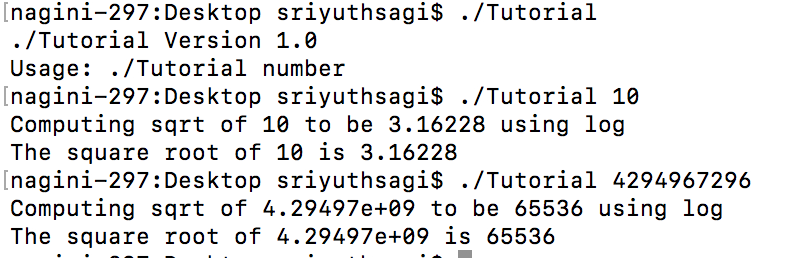 [nagini-297:Desktop sriyuthsagi$ ./Tutorial
./Tutorial Version 1.0
Usage: ./Tutorial number
[nagini-297:Desktop sriyuthsagi$ ./Tutorial 10
Computing sqrt of 10 to be 3.16228 using log
The square root of 10 is 3.16228
[nagini-297:Desktop sriyuthsagi$ ./Tutorial 4294967296
Computing sqrt of 4.29497e+09 to be 65536 using log
The square root of 4.29497e+09 is 65536